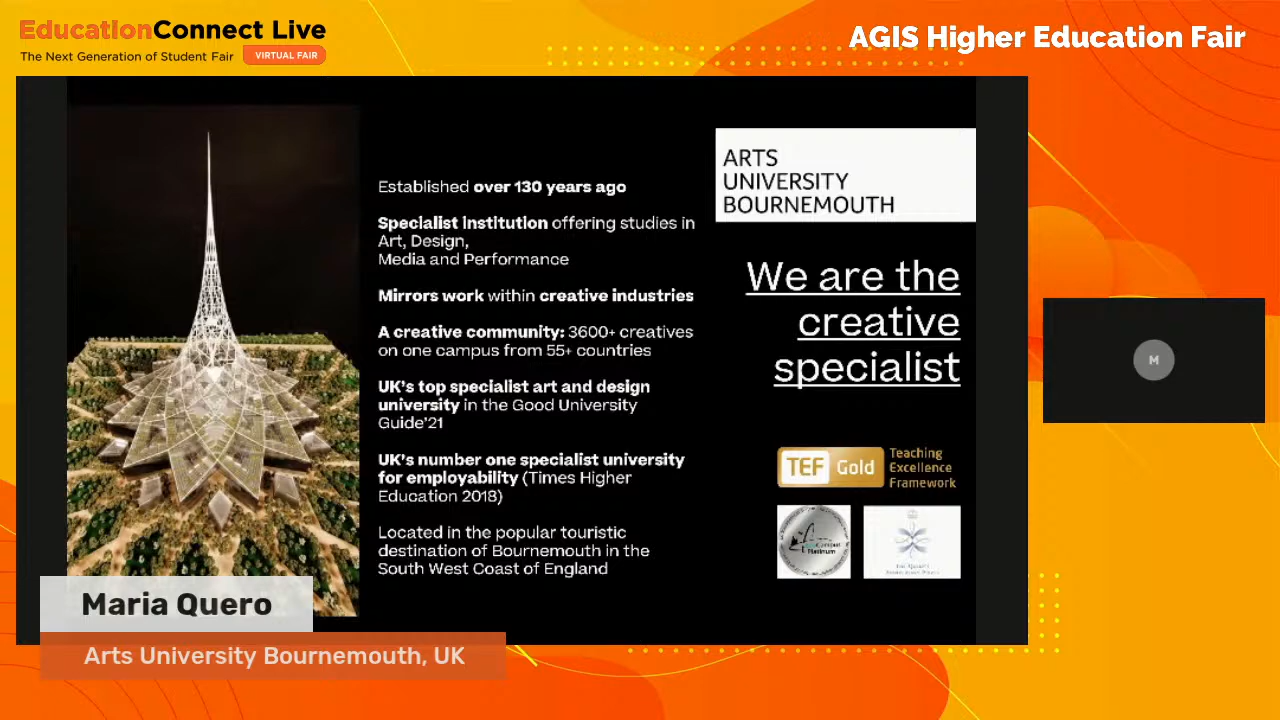 EducationConnect Live
The Next Generation of Student Fair
VIRTUAL FAIR
AGIS Higher Education Fair
Established over 130 years ago
Specialist institution offering studies in
Art, Design,
Media and Performance
Mirrors work within creative industries
A creative community: 3600+ creatives
on one campus from 55+ countries
UK's top specialist art and design
university in the Good University
Guide'21
UK's number one specialist university
for employability (Times Higher
Education 2018)
Located in the popular touristic
destination of Bournemouth in the
South West Coast of England
ARTS
UNIVERSITY
BOURNEMOUTH
We are the
creative
specialist
TEF Gold
Teaching
Excellence
Framework
Platinum
M
Maria Quero
Arts University Bournemouth, UK